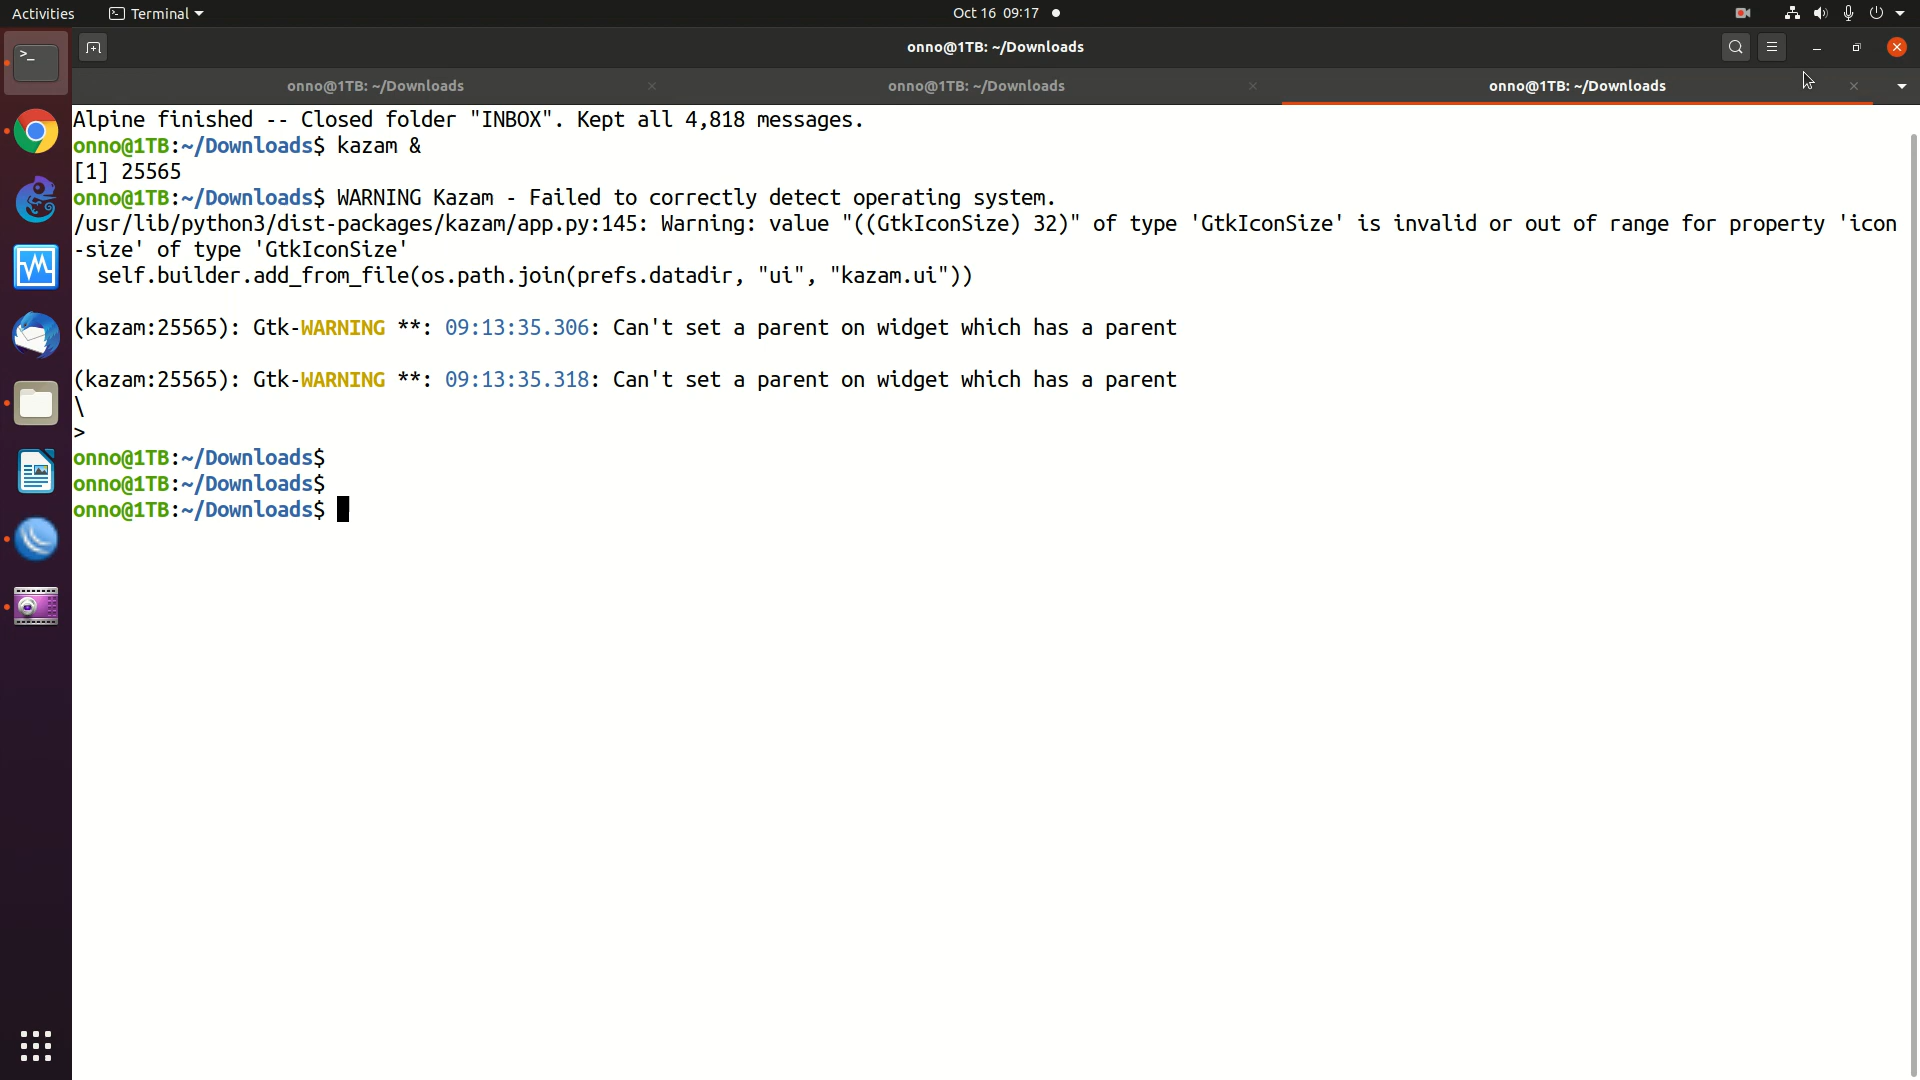 Activities
Terminal
Oct 16 09:17
onno@1TB: ~/Downloads
onno@1TB: ~/Downloads
onno@1TB: ~/Downloads
onno@1TB: ~/Downloads
Alpine finished -- Closed folder "INBOX". Kept all 4,818 messages.
onno@1TB:~/Downloads$ kazam &
[1] 25565
onno@1TB:~/Downloads$ WARNING Kazam - Failed to correctly detect operating system.
/usr/lib/python3/dist-packages/kazam/app.py:145: Warning: value "((GtkIconSize) 32)" of type 'GtkIconSize' is invalid or out of range for property 'icon
-size' of type 'GtkIconSize'
  self.builder.add_from_file(os.path.join(prefs.datadir, "ui", "kazam.ui"))
(kazam:25565): Gtk-WARNING **: 09:13:35.306: Can't set a parent on widget which has a parent
(kazam:25565): Gtk-WARNING **: 09:13:35.318: Can't set a parent on widget which has a parent
\
>
onno@1TB:~/Downloads$
onno@1TB:~/Downloads$
onno@1TB:~/Downloads$